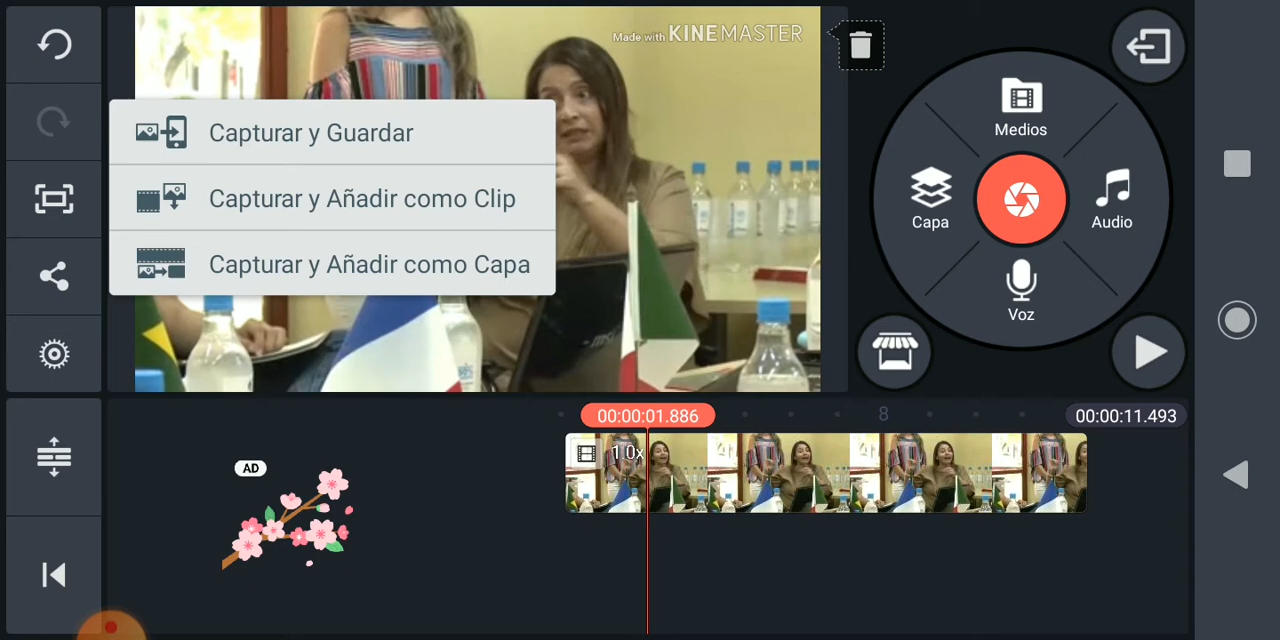 Made with KINEMASTER
Capturar y Guardar
Capturar y Añadir como Clip
Capturar y Añadir como Capa
Medios
Capa
Audio
Voz
00:00:01.886
8
00:00:11.493
1.0x
AD
msi